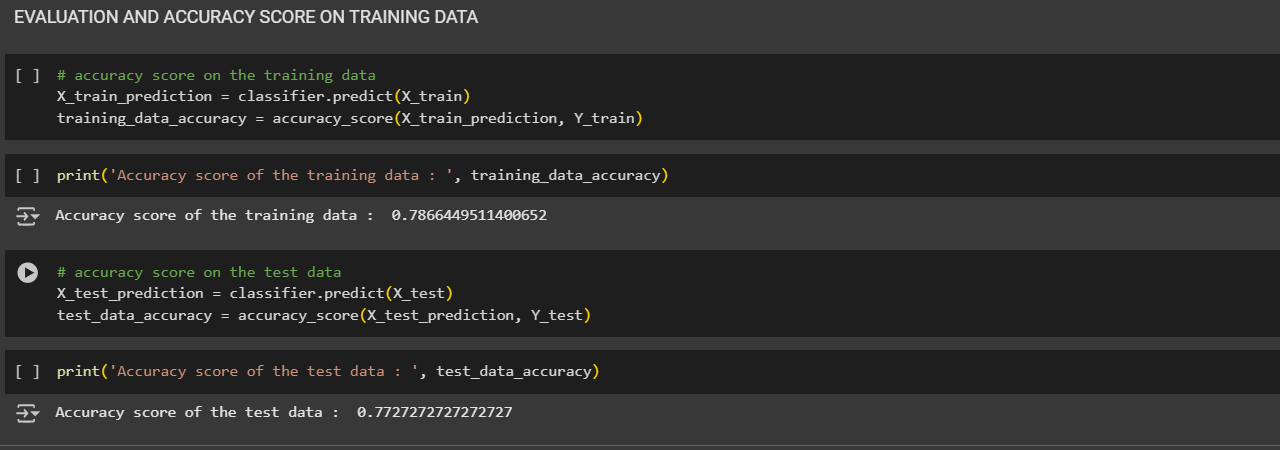 EVALUATION AND ACCURACY SCORE ON TRAINING DATA
[ ] # accuracy score on the training data
X_train_prediction = classifier.predict(X_train)
training_data_accuracy = accuracy_score(X_train_prediction, Y_train)
[ ] print('Accuracy score of the training data : ', training_data_accuracy)
Accuracy score of the training data :  0.7866449511400652
# accuracy score on the test data
X_test_prediction = classifier.predict(X_test)
test_data_accuracy = accuracy_score(X_test_prediction, Y_test)
[ ] print('Accuracy score of the test data : ', test_data_accuracy)
Accuracy score of the test data :  0.7727272727272727